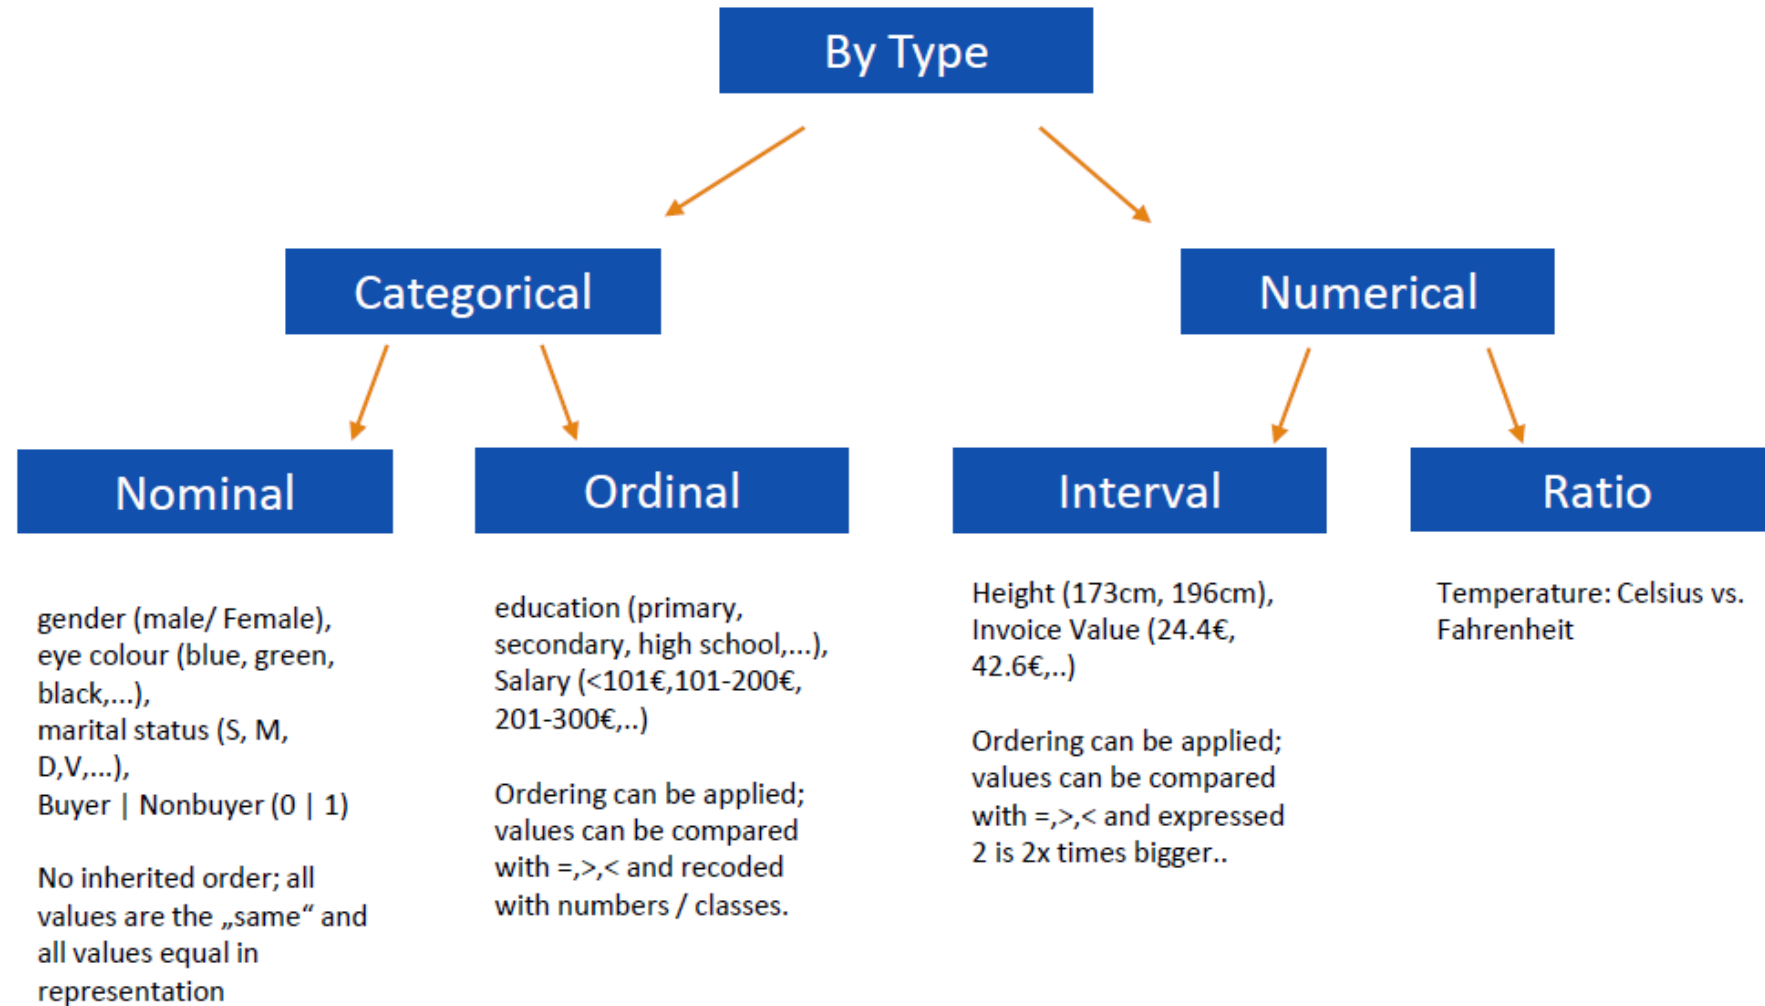 By Type
Categorical
Numerical
Nominal
Ordinal
Interval
Ratio
gender (male/ Female),
eye colour (blue, green,
black,...),
marital status (S, M,
D,V,...),
Buyer | Nonbuyer (0 | 1)
No inherited order; all
values are the „same“ and
all values equal in
representation
education (primary,
secondary, high school,...),
Salary (<101€,101-200€,
201-300€,..)
Ordering can be applied;
values can be compared
with =,>,< and recoded
with numbers / classes.
Height (173cm, 196cm),
Invoice Value (24.4€,
42.6€,..)
Ordering can be applied;
values can be compared
with =,>,< and expressed
2 is 2x times bigger..
Temperature: Celsius vs.
Fahrenheit